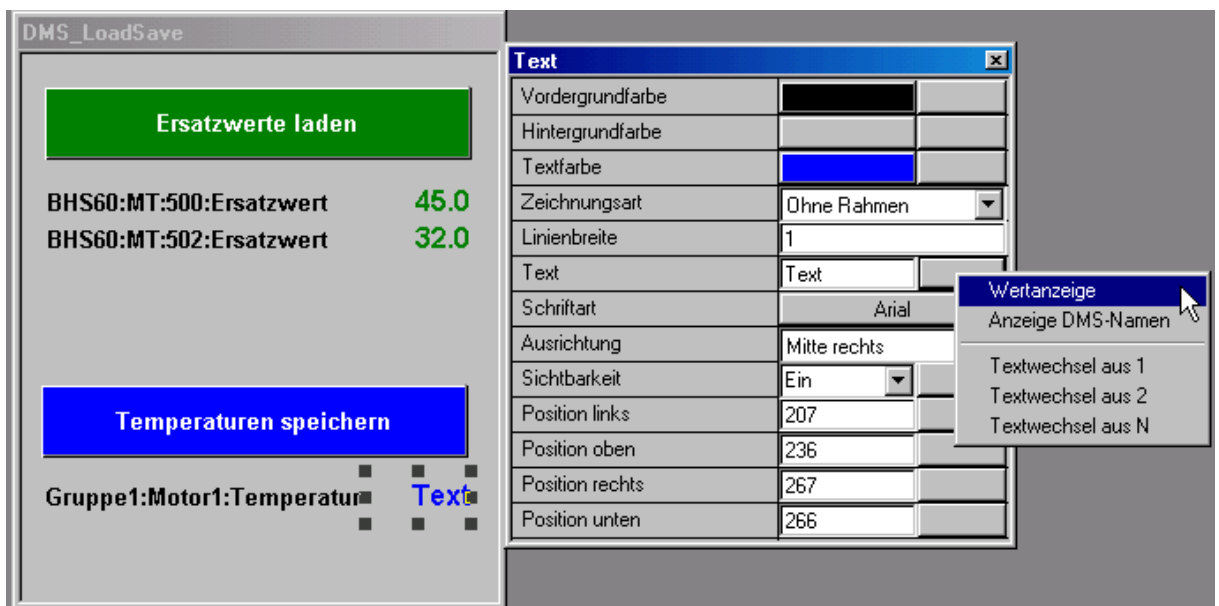 DMS_LoadSave
Ersatzwerte laden
BHS60:MT:500:Ersatzwert 45.0
BHS60:MT:502:Ersatzwert 32.0
Temperaturen speichern
Gruppe1:Motor1:Temperatur Text
Text
Vordergrundfarbe
Hintergrundfarbe
Textfarbe
Zeichnungsart Ohne Rahmen
Linienbreite 1
Text Text
Schriftart Arial
Ausrichtung Mitte rechts
Sichtbarkeit Ein
Position links 207
Position oben 236
Position rechts 267
Position unten 266
Wertanzeige
Anzeige DMS-Namen
Textwechsel aus 1
Textwechsel aus 2
Textwechsel aus N